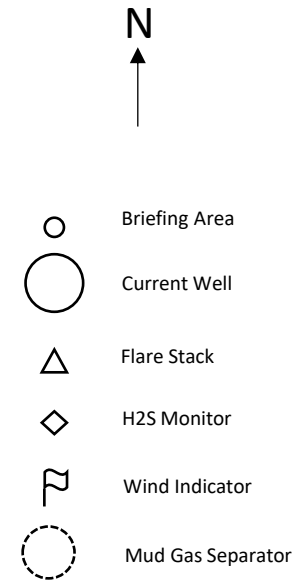 N
Briefing Area
Current Well
Flare Stack
H2S Monitor
Wind Indicator
Mud Gas Separator